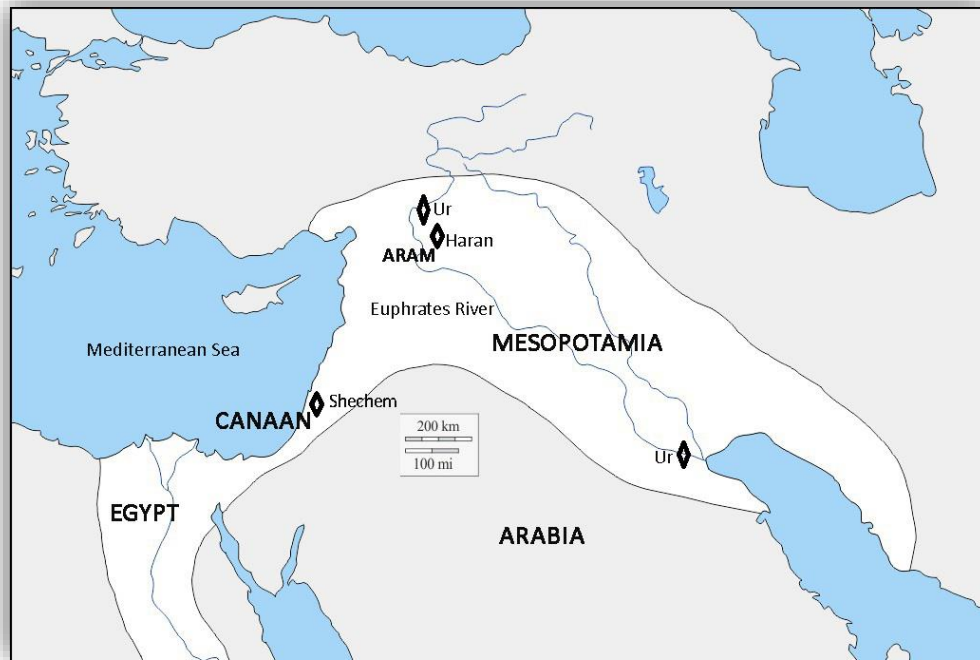 Ur
Haran
ARAM
Euphrates River
MESOPOTAMIA
Mediterranean Sea
Shechem
CANAAN
200 km
100 mi
Ur
EGYPT
ARABIA